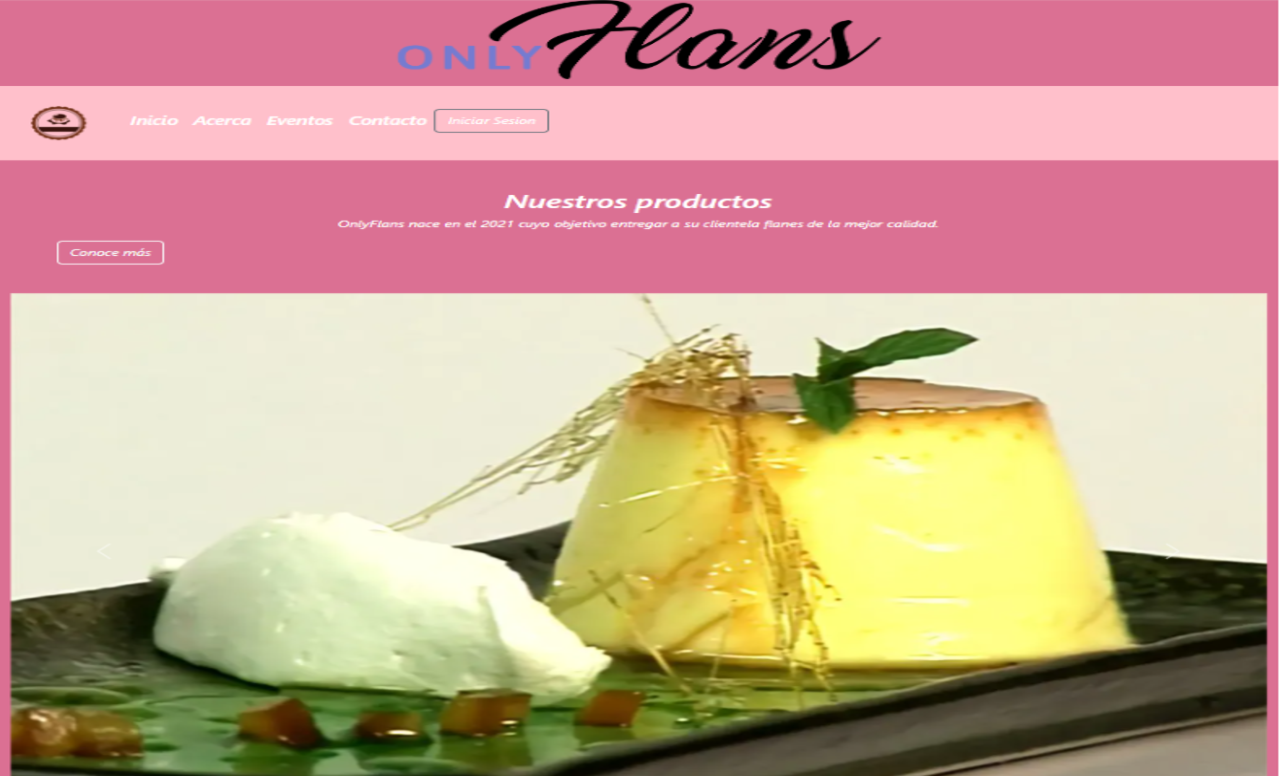 ONLY Flans
Inicio Acerca Eventos Contacto Iniciar Sesion
Nuestros productos
OnlyFlans nace en el 2021 cuyo objetivo entregar a su clientela flanes de la mejor calidad.
Conoce más